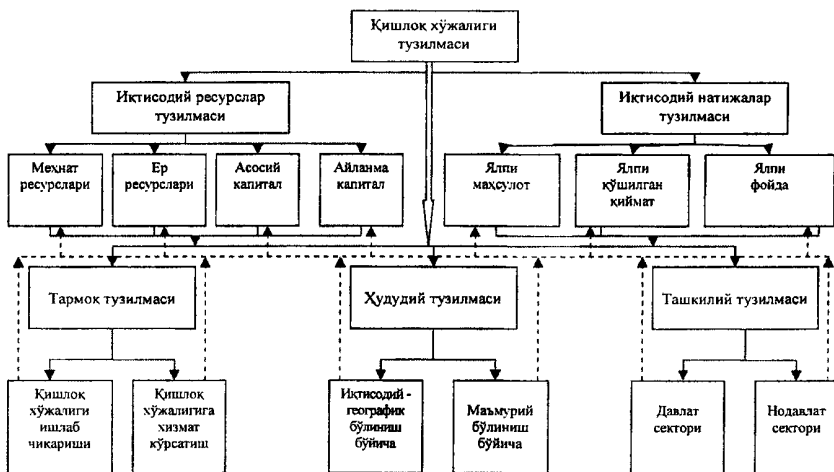 Қишлоқ хўжалиги
тузилмаси
Иқтисодий ресурслар
тузилмаси
Иқтисодий натижалар
тузилмаси
Меҳнат
ресурслари
Ер
ресурслари
Асосий
капитал
Айланма
капитал
Ялпи
маҳсулот
Ялпи
қўшилган
қиймат
Ялпи
фойда
Тармоқ тузилмаси
Ҳудудий тузилмаси
Ташкилий тузилмаси
Қишлоқ
хўжалиги
ишлаб
чиқариши
Қишлоқ
хўжалигига
хизмат
кўрсатиш
Иқтисодий -
географик
бўлиниш
бўйича
Маъмурий
бўлиниш
бўйича
Давлат
сектори
Нодавлат
сектори